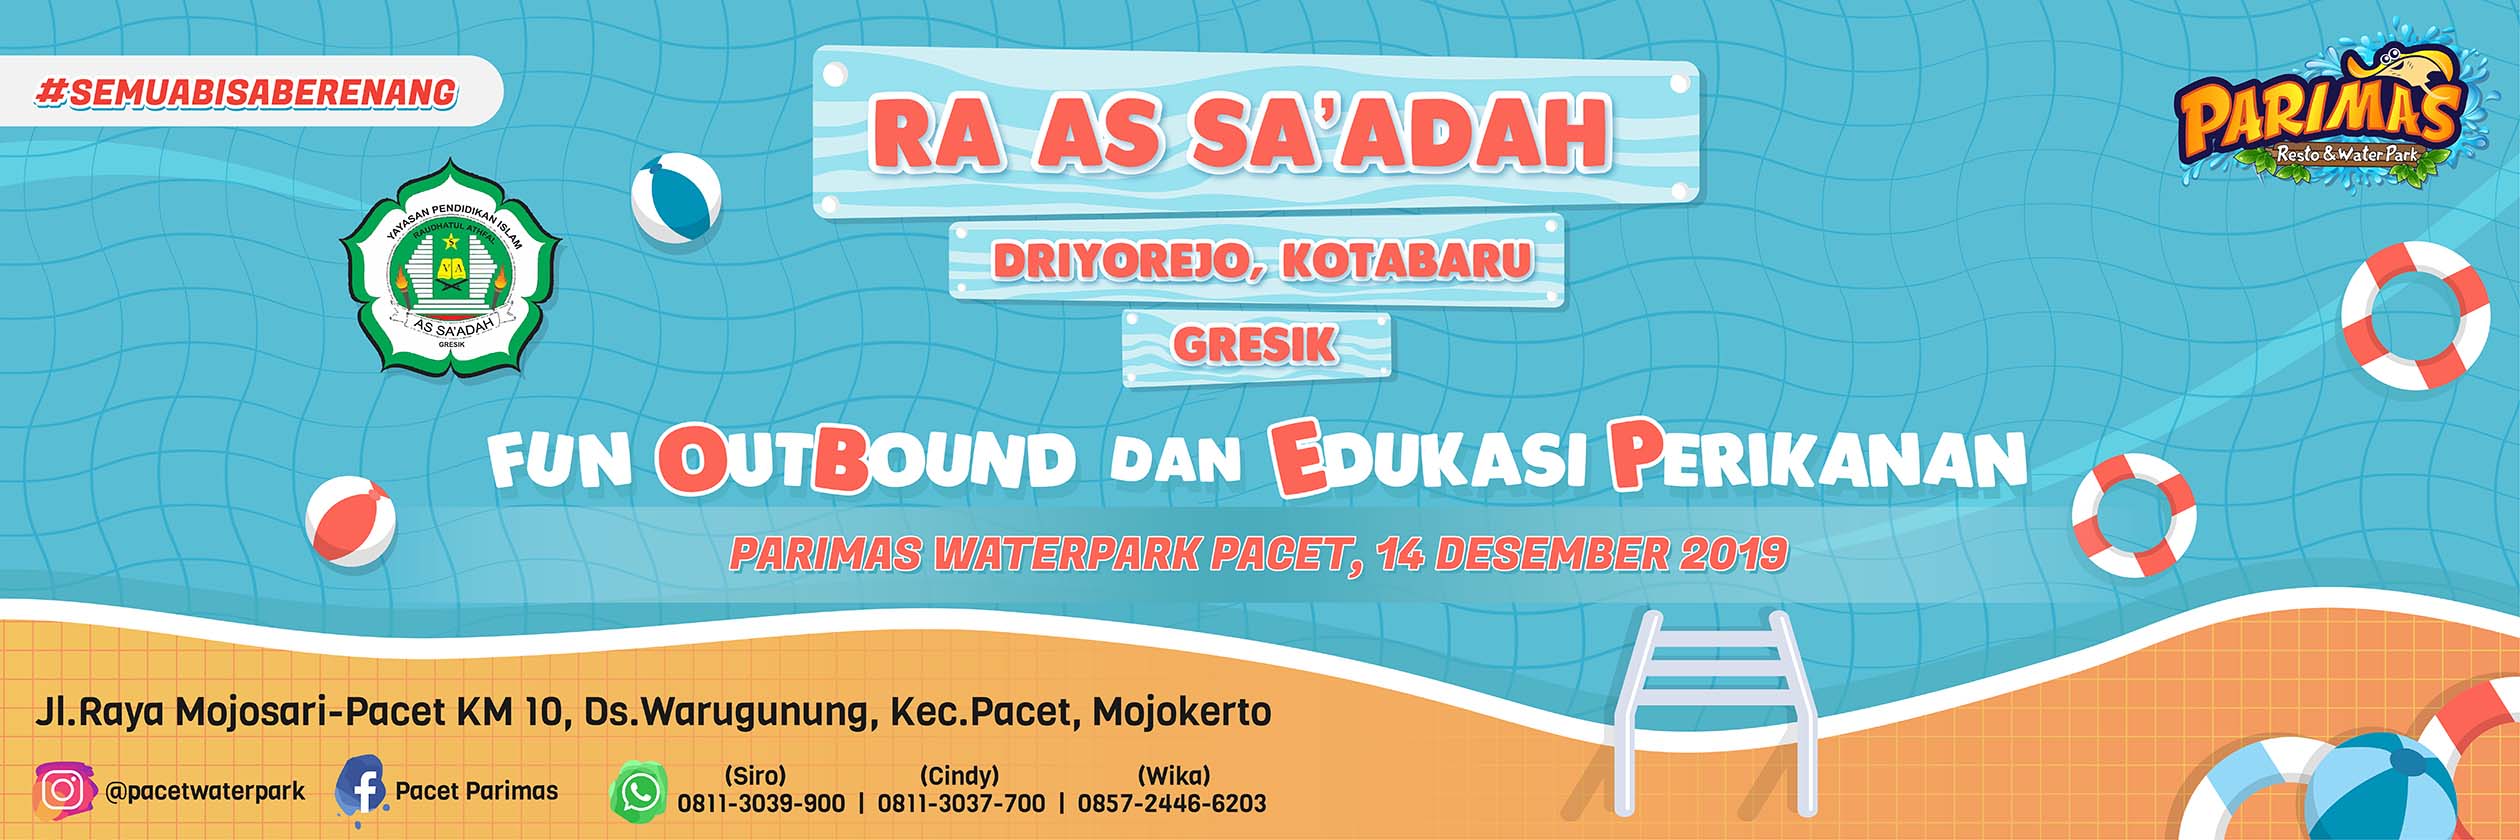 #SEMUABISABERENANG
RA AS SA'ADAH
DRIYOREJO, KOTABARU
GRESIK
PARIMAS
Resto & Water Park
YAYASAN PENDIDIKAN ISLAM
RAUDHATUL ATHFAL
S
V A
AS SA'ADAH
GRESIK
FUN OUTBOUND DAN EDUKASI PERIKANAN
PARIMAS WATERPARK PACET, 14 DESEMBER 2019
Jl.Raya Mojosari-Pacet KM 10, Ds.Warugunung, Kec.Pacet, Mojokerto
@pacetwaterpark
Pacet Parimas
(Siro) (Cindy) (Wika)
0811-3039-900 | 0811-3037-700 | 0857-2446-6203